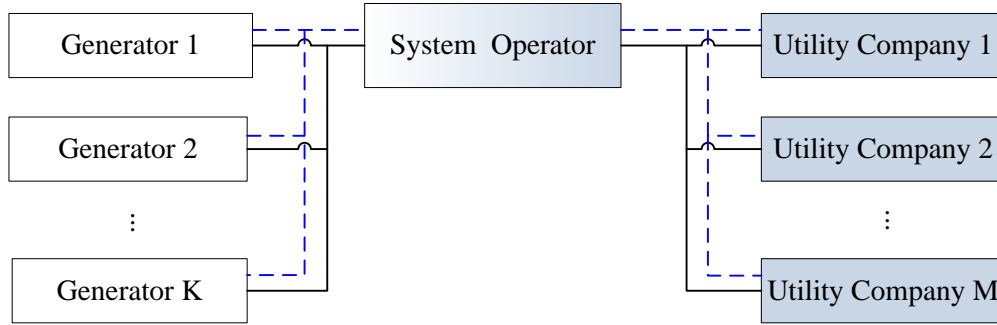 Generator 1
System Operator
Utility Company 1
Generator 2
Utility Company 2
...
...
Generator K
Utility Company M